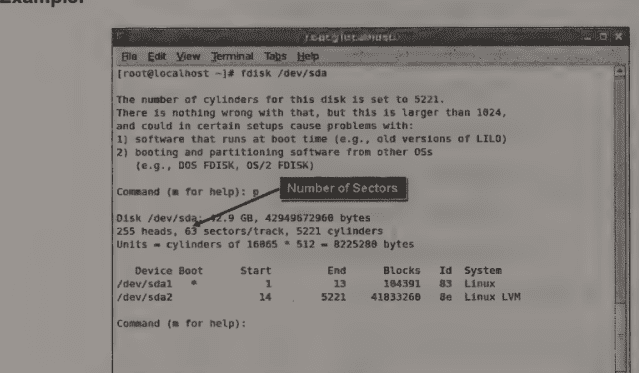 Example:
root@localhost:~
File Edit View Terminal Tabs Help
[root@localhost ~]# fdisk /dev/sda
The number of cylinders for this disk is set to 5221.
There is nothing wrong with that, but this is larger than 1024,
and could in certain setups cause problems with:
1) software that runs at boot time (e.g., old versions of LILO)
2) booting and partitioning software from other OSs
(e.g., DOS FDISK, OS/2 FDISK)
Command (m for help): p
Number of Sectors
Disk /dev/sda: 42.9 GB, 42949672960 bytes
255 heads, 63 sectors/track, 5221 cylinders
Units = cylinders of 16065 * 512 = 8225280 bytes
Device Boot Start End Blocks Id System
/dev/sda1 * 1 13 104391 83 Linux
/dev/sda2 14 5221 41833260 8e Linux LVM
Command (m for help):